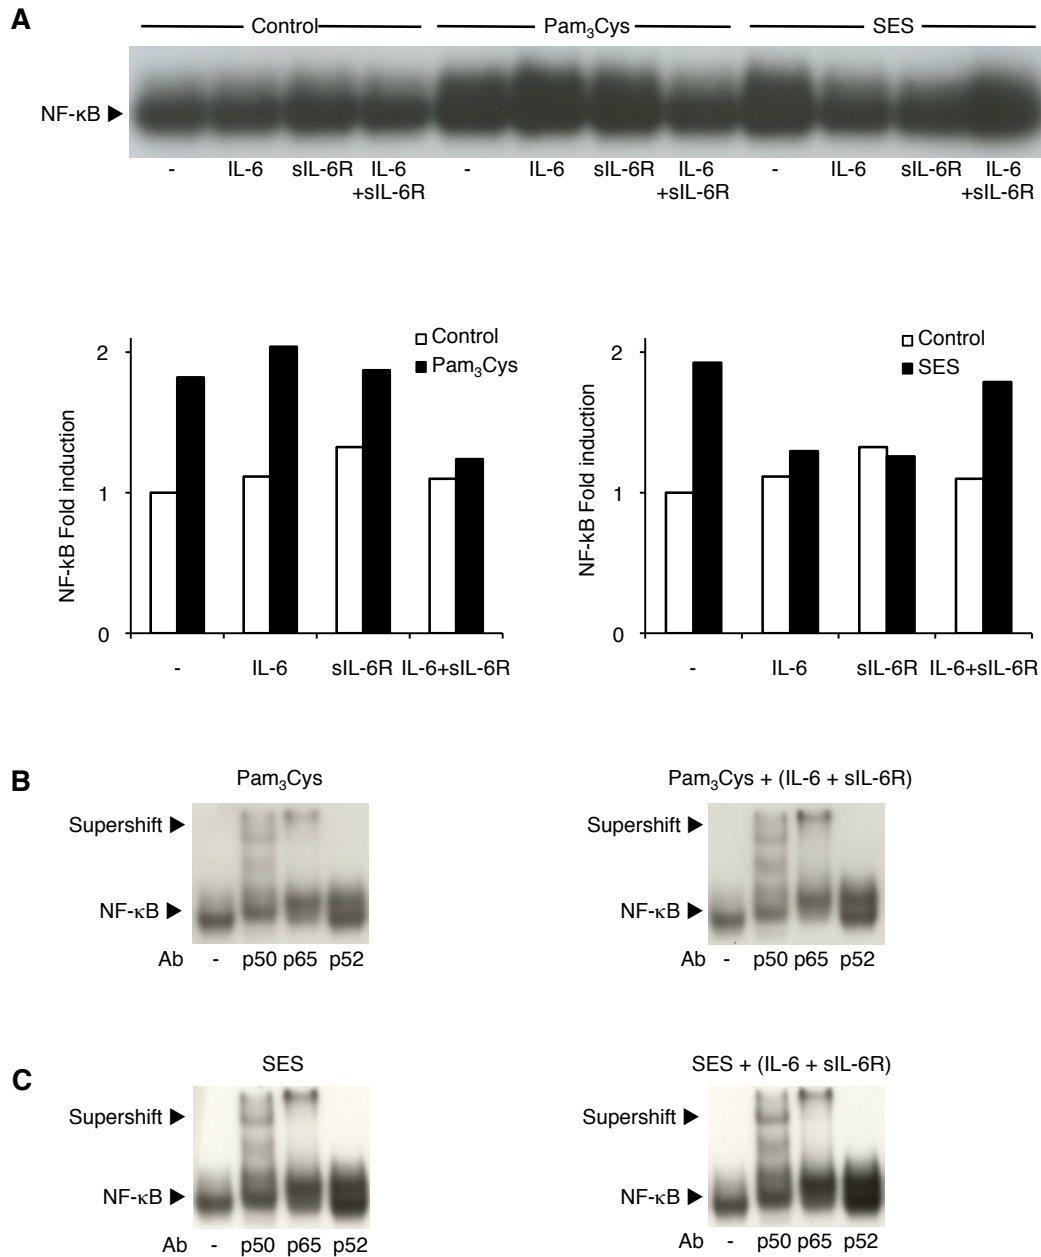 A
Control Pam₃Cys SES
NF-κB ▶
- IL-6 sIL-6R IL-6 - IL-6 sIL-6R IL-6 - IL-6 sIL-6R IL-6
+sIL-6R +sIL-6R +sIL-6R
NF-kB Fold induction
2
1
0
Control
Pam₃Cys
- IL-6 sIL-6R IL-6+sIL-6R
NF-kB Fold induction
2
1
0
Control
SES
- IL-6 sIL-6R IL-6+sIL-6R
B
Pam₃Cys Pam₃Cys + (IL-6 + sIL-6R)
Supershift ▶ Supershift ▶
NF-κB ▶ NF-κB ▶
Ab - p50 p65 p52 Ab - p50 p65 p52
C
SES SES + (IL-6 + sIL-6R)
Supershift ▶ Supershift ▶
NF-κB ▶ NF-κB ▶
Ab - p50 p65 p52 Ab - p50 p65 p52